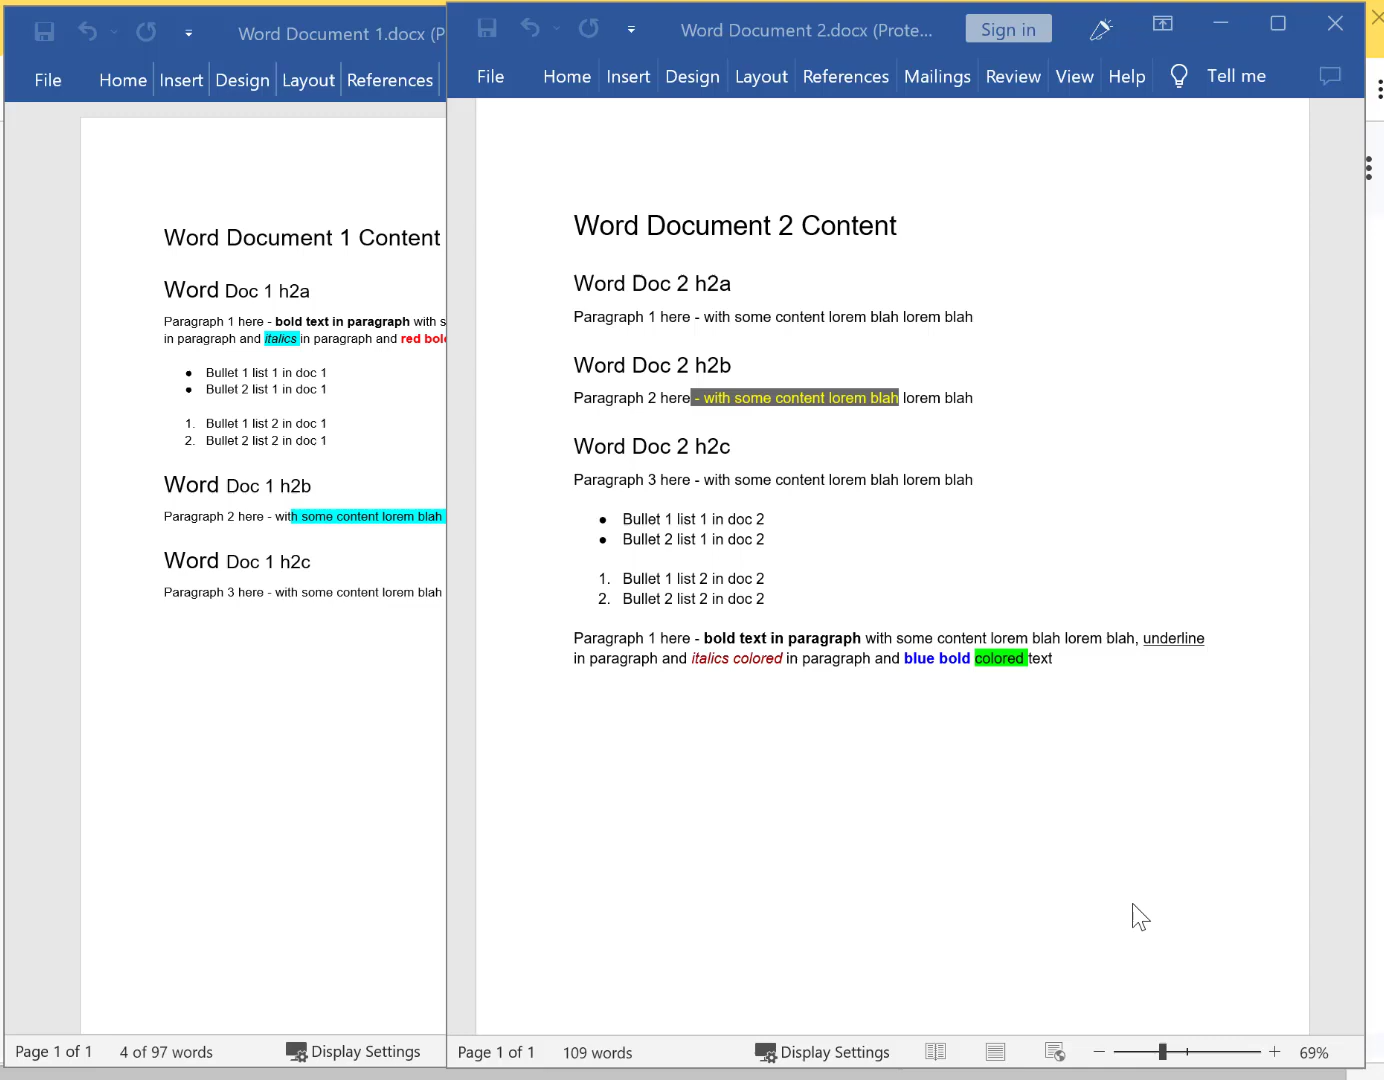 Word Document 1.docx (P
File Home Insert Design Layout References
Word Document 1 Content
Word Doc 1 h2a
Paragraph 1 here - bold text in paragraph with s
in paragraph and italics in paragraph and red bol
● Bullet 1 list 1 in doc 1
● Bullet 2 list 1 in doc 1
1. Bullet 1 list 2 in doc 1
2. Bullet 2 list 2 in doc 1
Word Doc 1 h2b
Paragraph 2 here - with some content lorem blah
Word Doc 1 h2c
Paragraph 3 here - with some content lorem blah
Page 1 of 1 4 of 97 words Display Settings
Word Document 2.docx (Prote... Sign in
File Home Insert Design Layout References Mailings Review View Help Tell me
Word Document 2 Content
Word Doc 2 h2a
Paragraph 1 here - with some content lorem blah lorem blah
Word Doc 2 h2b
Paragraph 2 here - with some content lorem blah lorem blah
Word Doc 2 h2c
Paragraph 3 here - with some content lorem blah lorem blah
● Bullet 1 list 1 in doc 2
● Bullet 2 list 1 in doc 2
1. Bullet 1 list 2 in doc 2
2. Bullet 2 list 2 in doc 2
Paragraph 1 here - bold text in paragraph with some content lorem blah lorem blah, underline
in paragraph and italics colored in paragraph and blue bold colored text
Page 1 of 1 109 words Display Settings 69%